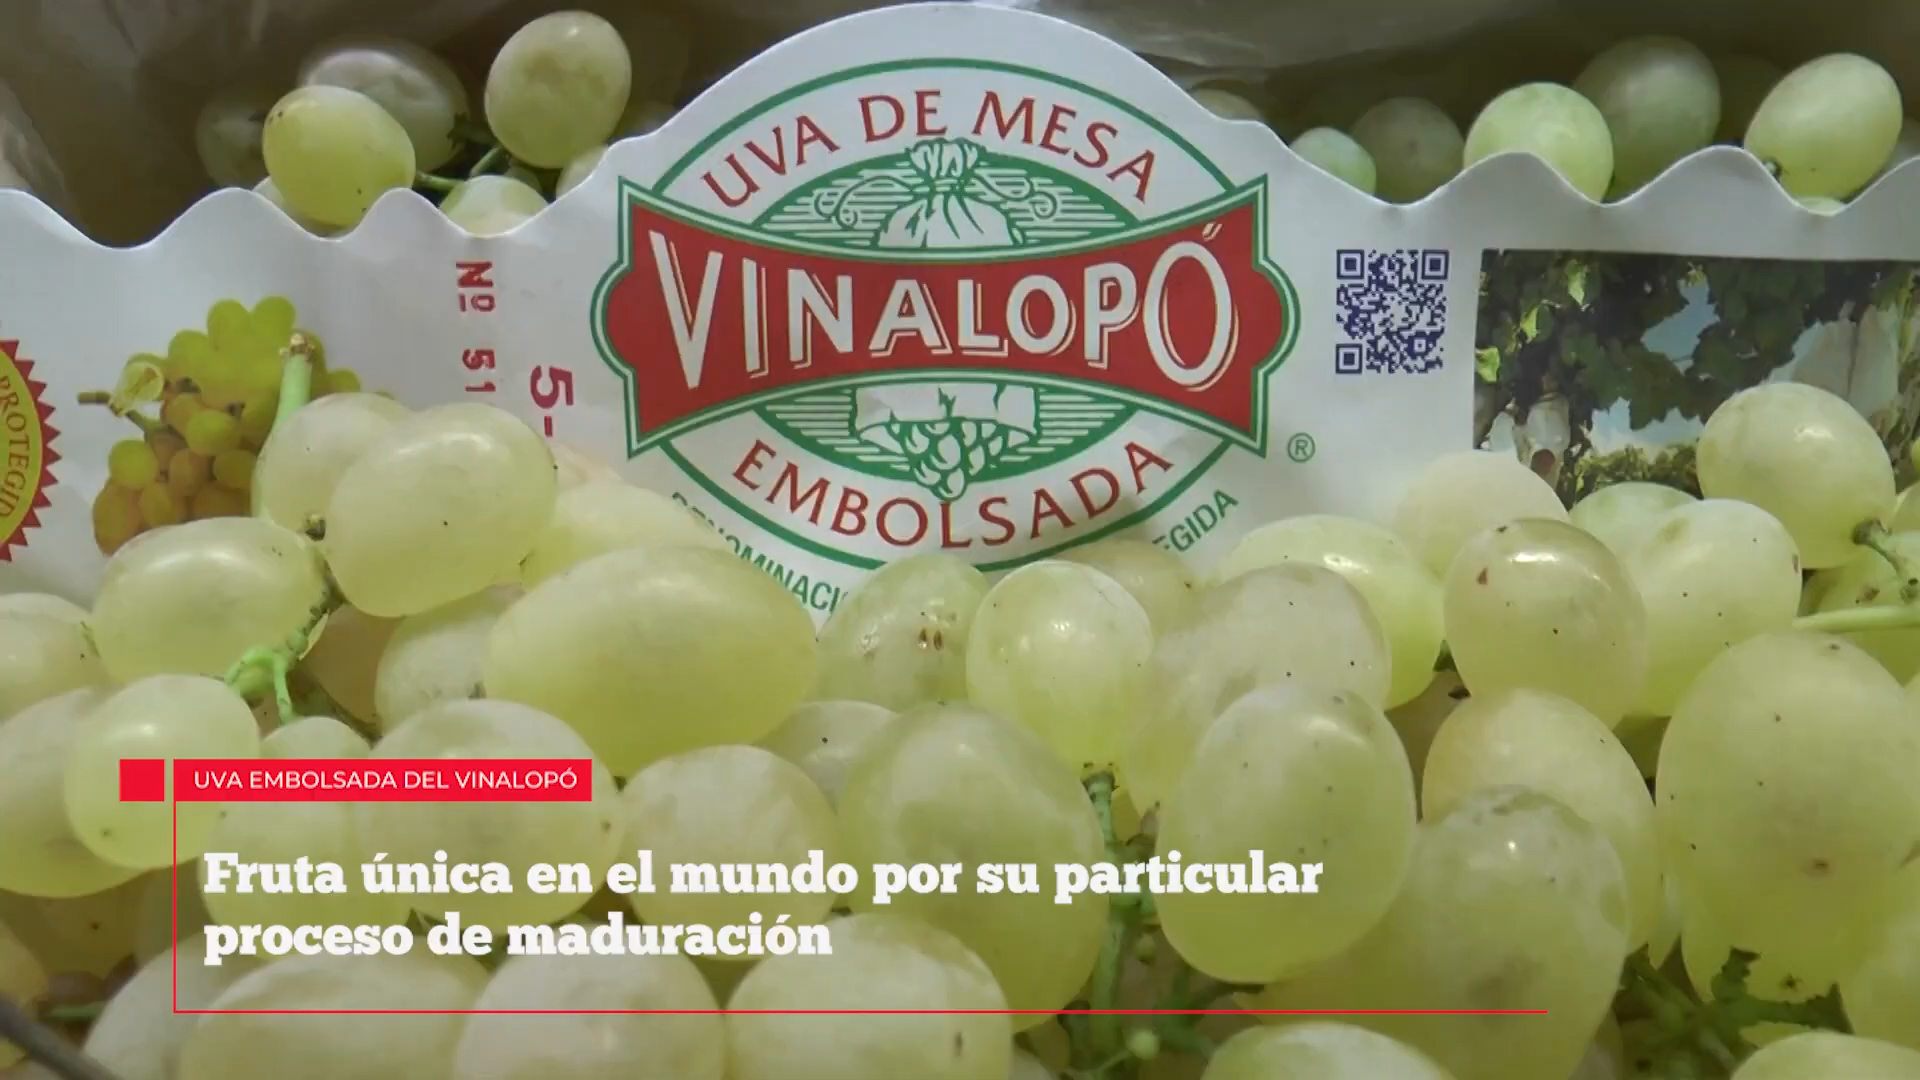 UVA DE MESA
VINALOPÓ
EMBOLSADA
Nº 51
5-
®
UVA EMBOLSADA DEL VINALOPÓ
Fruta única en el mundo por su particular
proceso de maduración